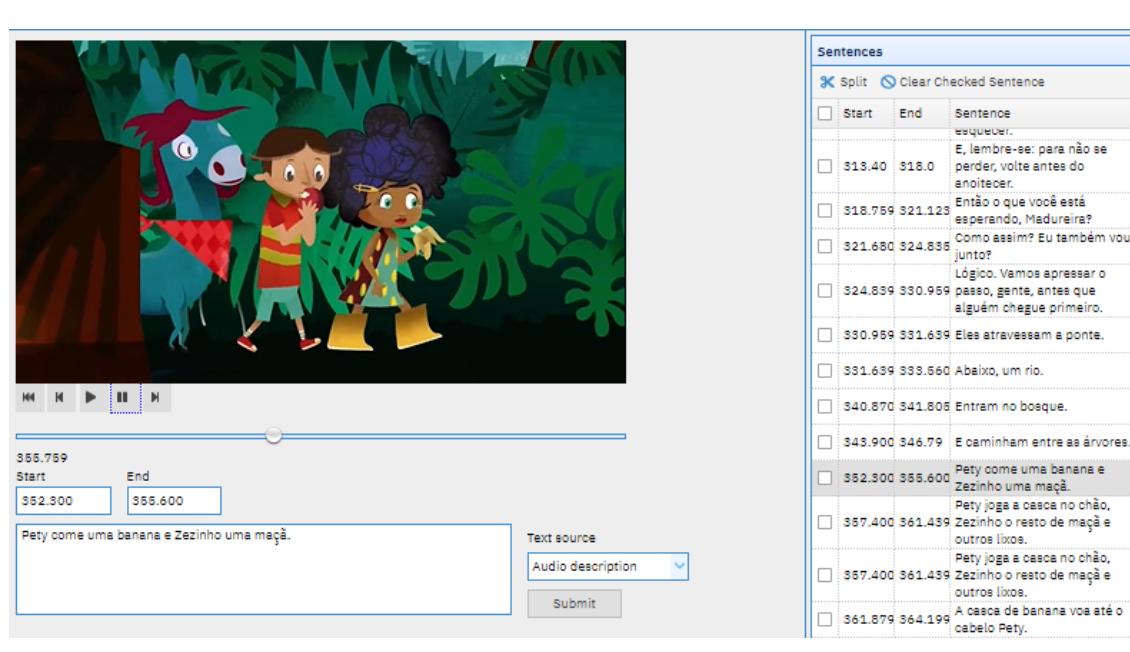 355.759
Start End
352.300 355.600
Pety come uma banana e Zezinho uma maçã.
Text source
Audio description
Submit
Sentences
Split Clear Checked Sentence
Start End Sentence
esquecer.
313.40 318.0 E, lembre-se: para não se
perder, volte antes do
anoitecer.
318.759 321.123 Então o que você está
esperando, Madureira?
321.680 324.835 Como assim? Eu também vou
junto?
324.839 330.959 Lógico. Vamos apressar o
passo, gente, antes que
alguém chegue primeiro.
330.959 331.639 Eles atravessam a ponte.
331.639 333.560 Abaixo, um rio.
340.870 341.805 Entram no bosque.
343.900 346.79 E caminham entre as árvores.
352.300 355.600 Pety come uma banana e
Zezinho uma maçã.
357.400 361.439 Pety joga a casca no chão,
Zezinho o resto de maçã e
outros lixos.
357.400 361.439 Pety joga a casca no chão,
Zezinho o resto de maçã e
outros lixos.
361.879 364.199 A casca de banana voa até o
cabelo Pety.